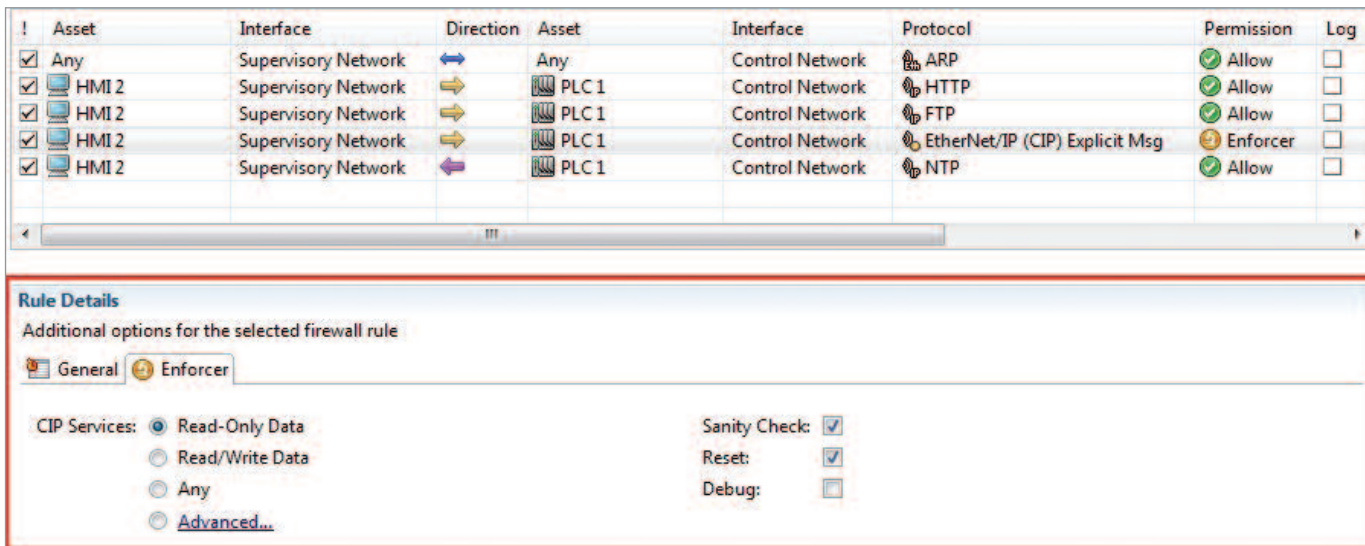 ! Asset Interface Direction Asset Interface Protocol Permission Log
Any Supervisory Network Any Control Network ARP Allow
HMI 2 Supervisory Network PLC 1 Control Network HTTP Allow
HMI 2 Supervisory Network PLC 1 Control Network FTP Allow
HMI 2 Supervisory Network PLC 1 Control Network EtherNet/IP (CIP) Explicit Msg Enforcer
HMI 2 Supervisory Network PLC 1 Control Network NTP Allow
Rule Details
Additional options for the selected firewall rule
General Enforcer
CIP Services: Read-Only Data Sanity Check:
Read/Write Data Reset:
Any Debug:
Advanced...